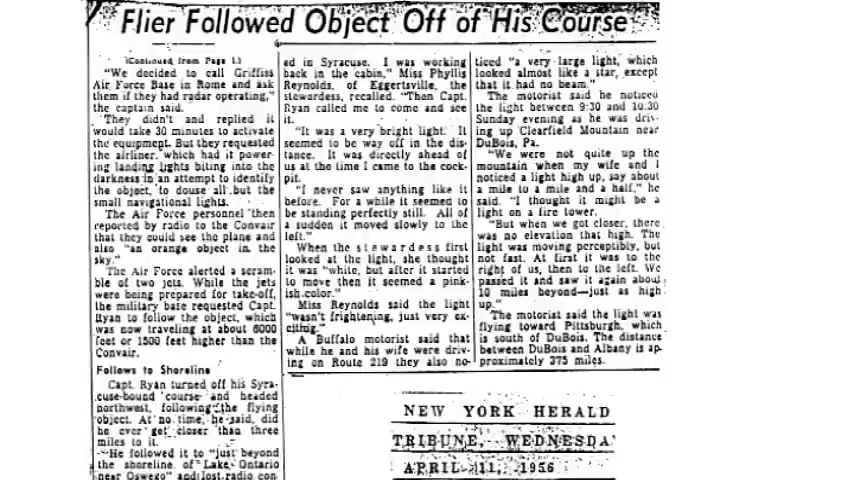 Flier Followed Object Off of His Course
(Continued from Page 1.)
"We decided to call Griffiss
Air Force Base in Rome and ask
them if they had radar operating,"
the captain said.
They didn't and replied it
would take 30 minutes to activate
the equipment. But they requested
the airliner, which had it power-
ing landing lights biting into the
darkness in an attempt to identify
the object, to douse all but the
small navigational lights.
The Air Force personnel then
reported by radio to the Convair
that they could see the plane and
also "an orange object in the
sky."
The Air Force alerted a scram-
ble of two jets. While the jets
were being prepared for take-off,
the military base requested Capt.
Ryan to follow the object, which
was now traveling at about 6000
feet or 1500 feet higher than the
Convair.
Follows to Shoreline
Capt. Ryan turned off his Syra-
cuse-bound course and headed
northwest, following the flying
object. At no time, he said, did
he ever get closer than three
miles to it.
He followed it to "just beyond
the shoreline of Lake Ontario
near Oswego" and lost radio con-
ed in Syracuse. I was working
back in the cabin," Miss Phyllis
Reynolds, of Eggertsville, the
stewardess, recalled. "Then Capt.
Ryan called me to come and see
it.
"It was a very bright light. It
seemed to be way off in the dis-
tance. It was directly ahead of
us at the time I came to the cock-
pit.
"I never saw anything like it
before. For a while it seemed to
be standing perfectly still. All of
a sudden it moved slowly to the
left."
When the stewardess first
looked at the light, she thought
it was "white, but after it started
to move then it seemed a pink-
ish color."
Miss Reynolds said the light
"wasn't frightening, just very ex-
citing."
A Buffalo motorist said that
while he and his wife were driv-
ing on Route 219 they also no-
ticed "a very large light, which
looked almost like a star, except
that it had no beam."
The motorist said he noticed
the light between 9:30 and 10:30
Sunday evening as he was driv-
ing up Clearfield Mountain near
DuBois, Pa.
"We were not quite up the
mountain when my wife and I
noticed a light high up, say about
a mile to a mile and a half," he
said. "I thought it might be a
light on a fire tower.
"But when we got closer, there
was no elevation that high. The
light was moving perceptibly, but
not fast. At first it was to the
right of us, then to the left. We
passed it and saw it again about
10 miles beyond—just as high
up."
The motorist said the light was
flying toward Pittsburgh, which
is south of DuBois. The distance
between DuBois and Albany is ap-
proximately 375 miles.
NEW YORK HERALD
TRIBUNE, WEDNESDA
APRIL 11, 1956